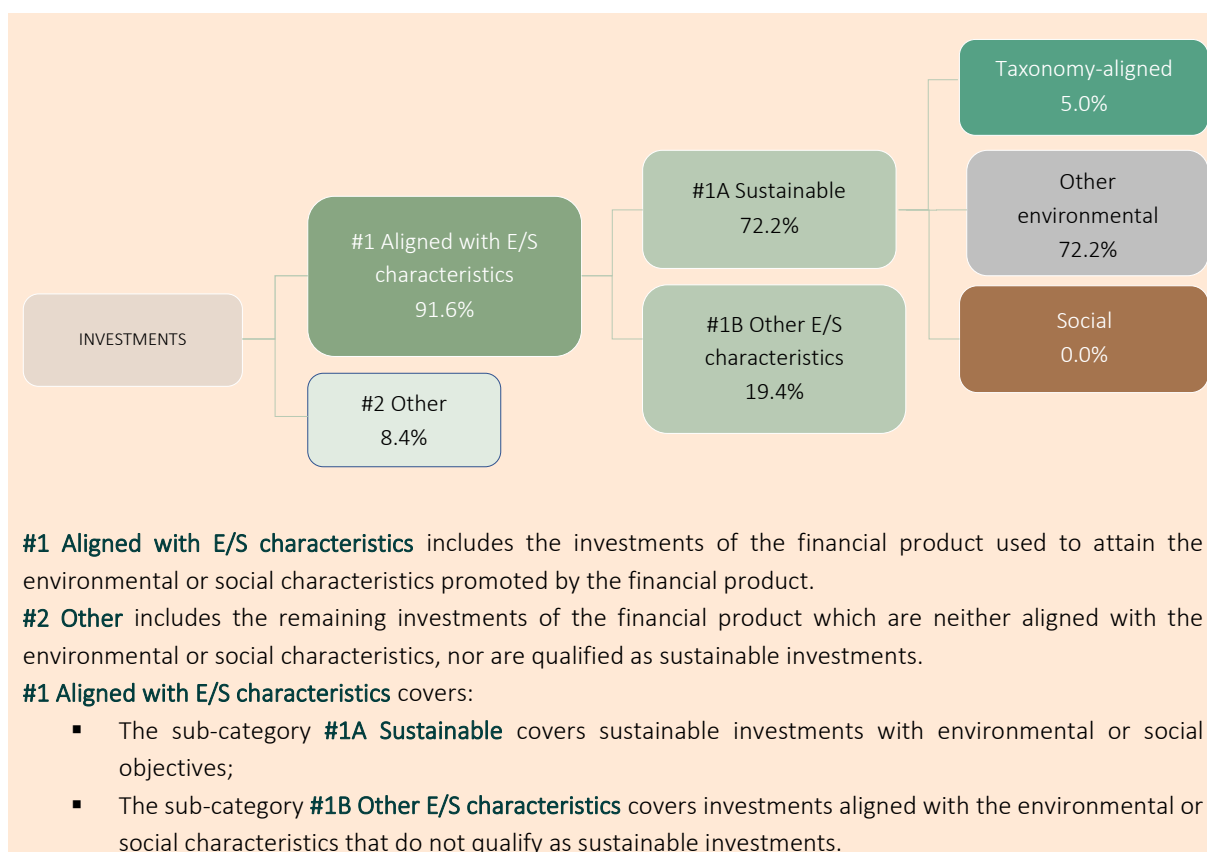 Taxonomy-aligned
5.0%
#1A Sustainable
72.2%
Other
environmental
72.2%
#1 Aligned with E/S
characteristics
91.6%
INVESTMENTS
#1B Other E/S
characteristics
19.4%
Social
0.0%
#2 Other
8.4%
#1 Aligned with E/S characteristics includes the investments of the financial product used to attain the
environmental or social characteristics promoted by the financial product.
#2 Other includes the remaining investments of the financial product which are neither aligned with the
environmental or social characteristics, nor are qualified as sustainable investments.
#1 Aligned with E/S characteristics covers:
▪ The sub-category #1A Sustainable covers sustainable investments with environmental or social
objectives;
▪ The sub-category #1B Other E/S characteristics covers investments aligned with the environmental or
social characteristics that do not qualify as sustainable investments.